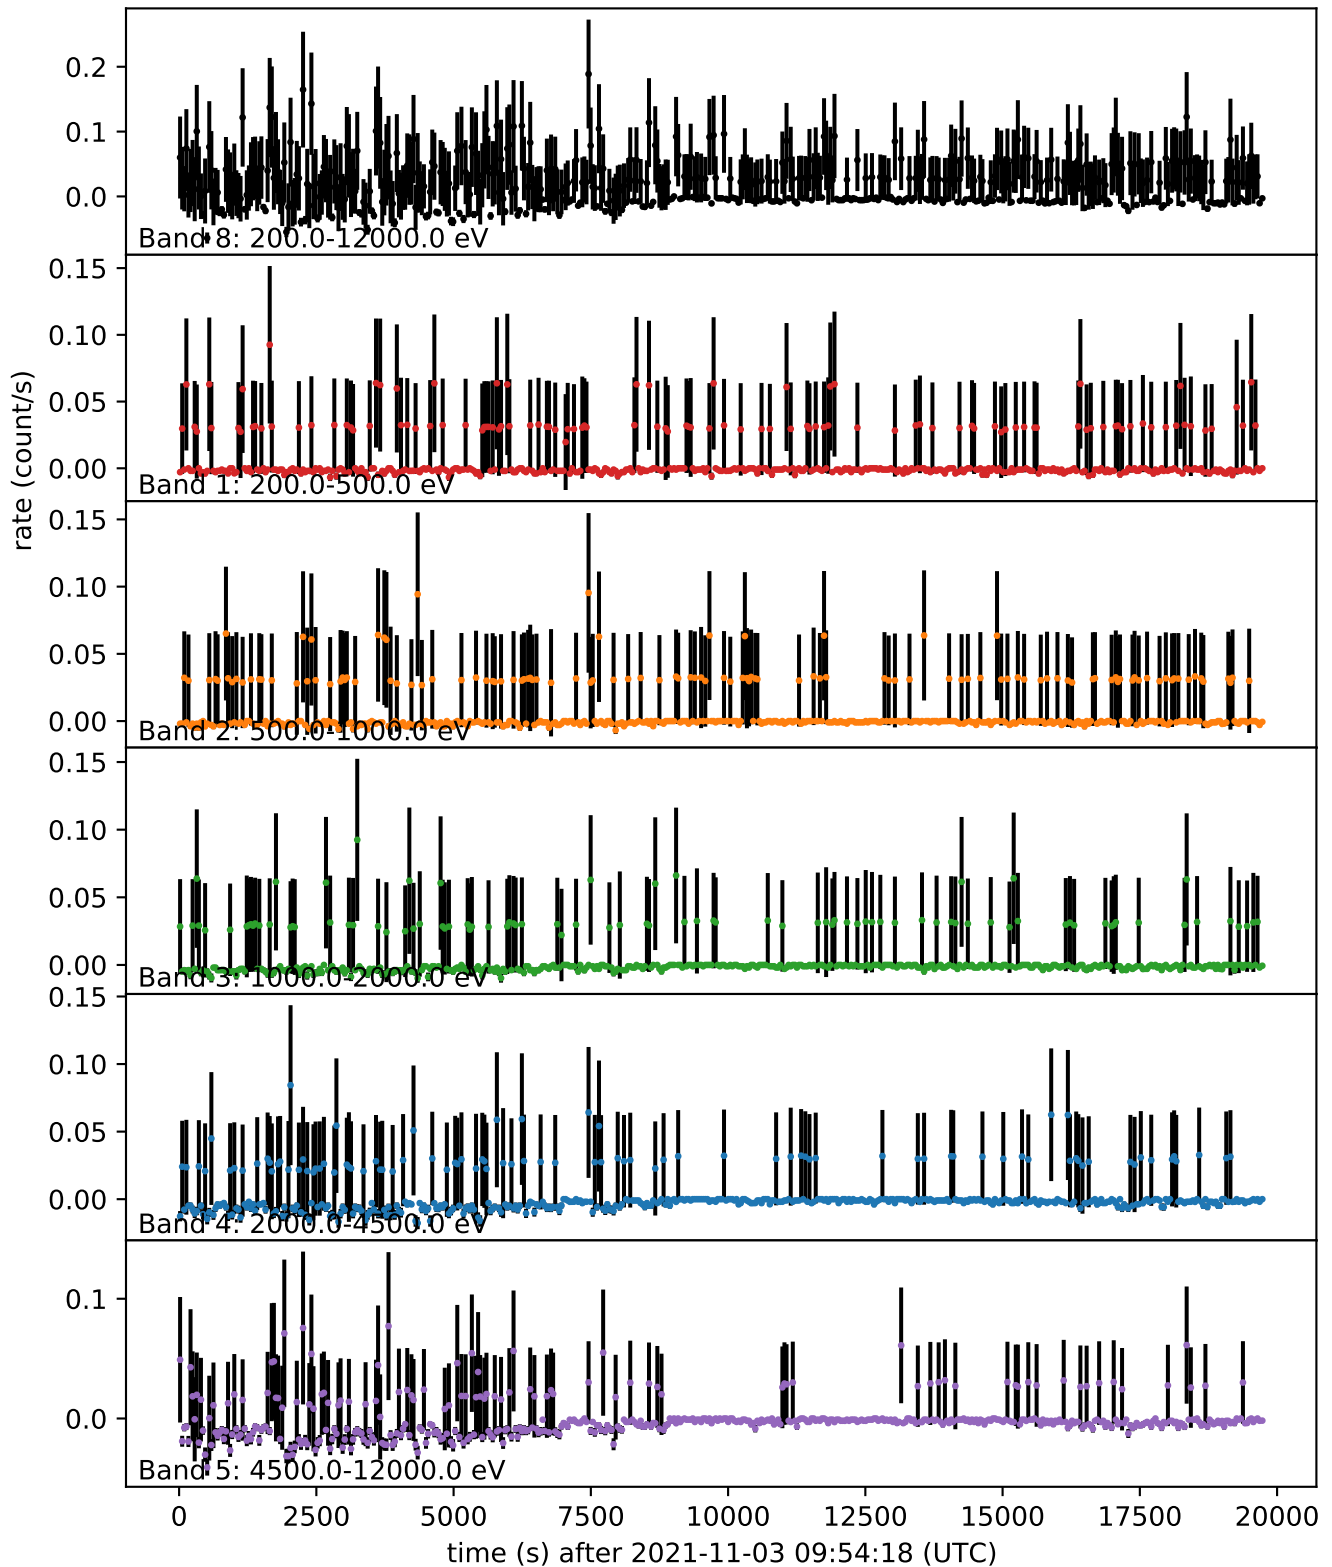 0.2
0.1
0.0
Band 8: 200.0-12000.0 eV
0.15
0.10
0.05
0.00
Band 1: 200.0-500.0 eV
rate (count/s)
0.15
0.10
0.05
0.00
Band 2: 500.0-1000.0 eV
0.15
0.10
0.05
0.00
Band 3: 1000.0-2000.0 eV
0.15
0.10
0.05
0.00
Band 4: 2000.0-4500.0 eV
0.1
0.0
Band 5: 4500.0-12000.0 eV
0 2500 5000 7500 10000 12500 15000 17500 20000
time (s) after 2021-11-03 09:54:18 (UTC)